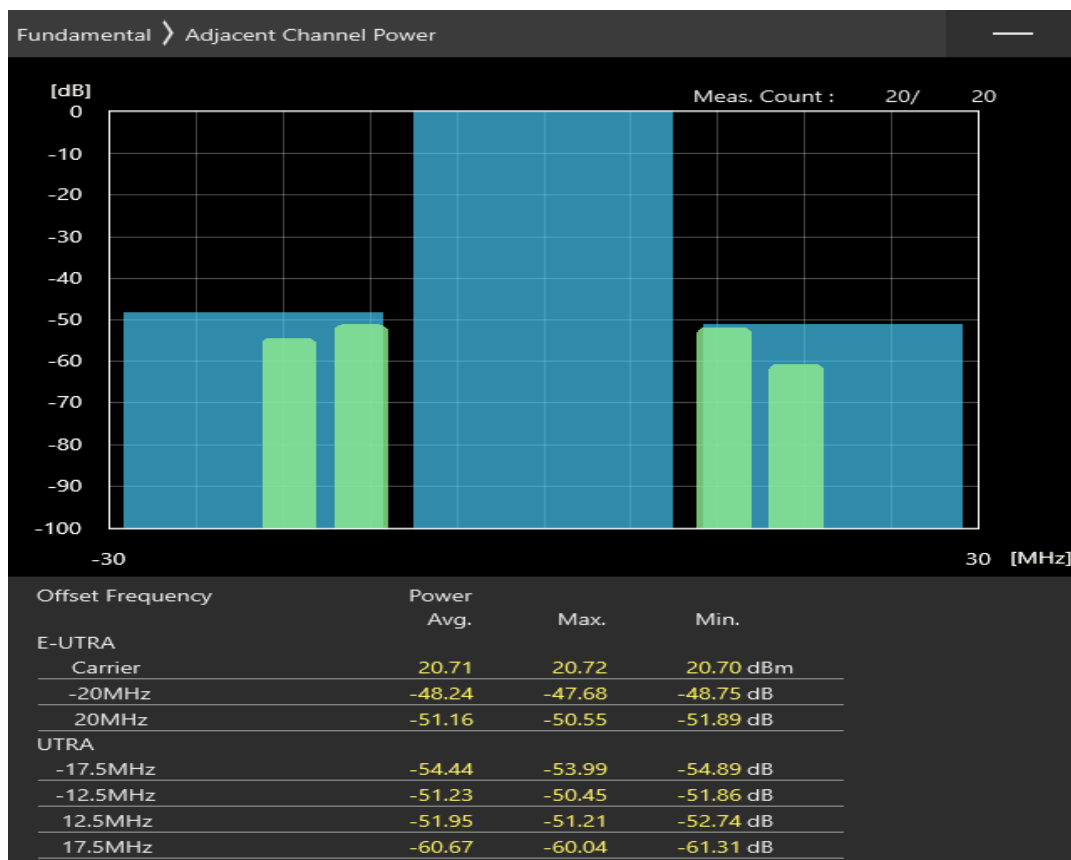 Fundamental ❯ Adjacent Channel Power
[dB]
Meas. Count : 20/ 20
0
-10
-20
-30
-40
-50
-60
-70
-80
-90
-100
-30 30 [MHz]
Offset Frequency Power
Avg. Max. Min.
E-UTRA
Carrier 20.71 20.72 20.70 dBm
-20MHz -48.24 -47.68 -48.75 dB
20MHz -51.16 -50.55 -51.89 dB
UTRA
-17.5MHz -54.44 -53.99 -54.89 dB
-12.5MHz -51.23 -50.45 -51.86 dB
12.5MHz -51.95 -51.21 -52.74 dB
17.5MHz -60.67 -60.04 -61.31 dB